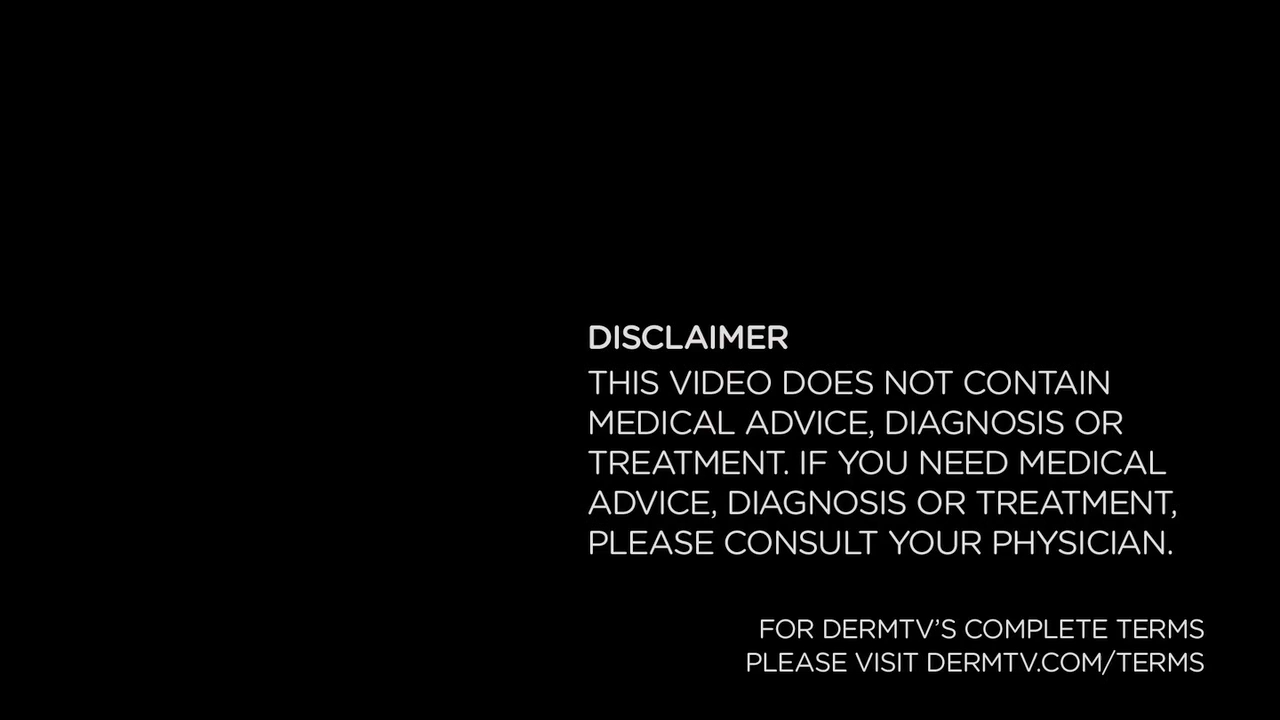 DISCLAIMER
THIS VIDEO DOES NOT CONTAIN
MEDICAL ADVICE, DIAGNOSIS OR
TREATMENT. IF YOU NEED MEDICAL
ADVICE, DIAGNOSIS OR TREATMENT,
PLEASE CONSULT YOUR PHYSICIAN.
FOR DERMTV’S COMPLETE TERMS
PLEASE VISIT DERMTV.COM/TERMS